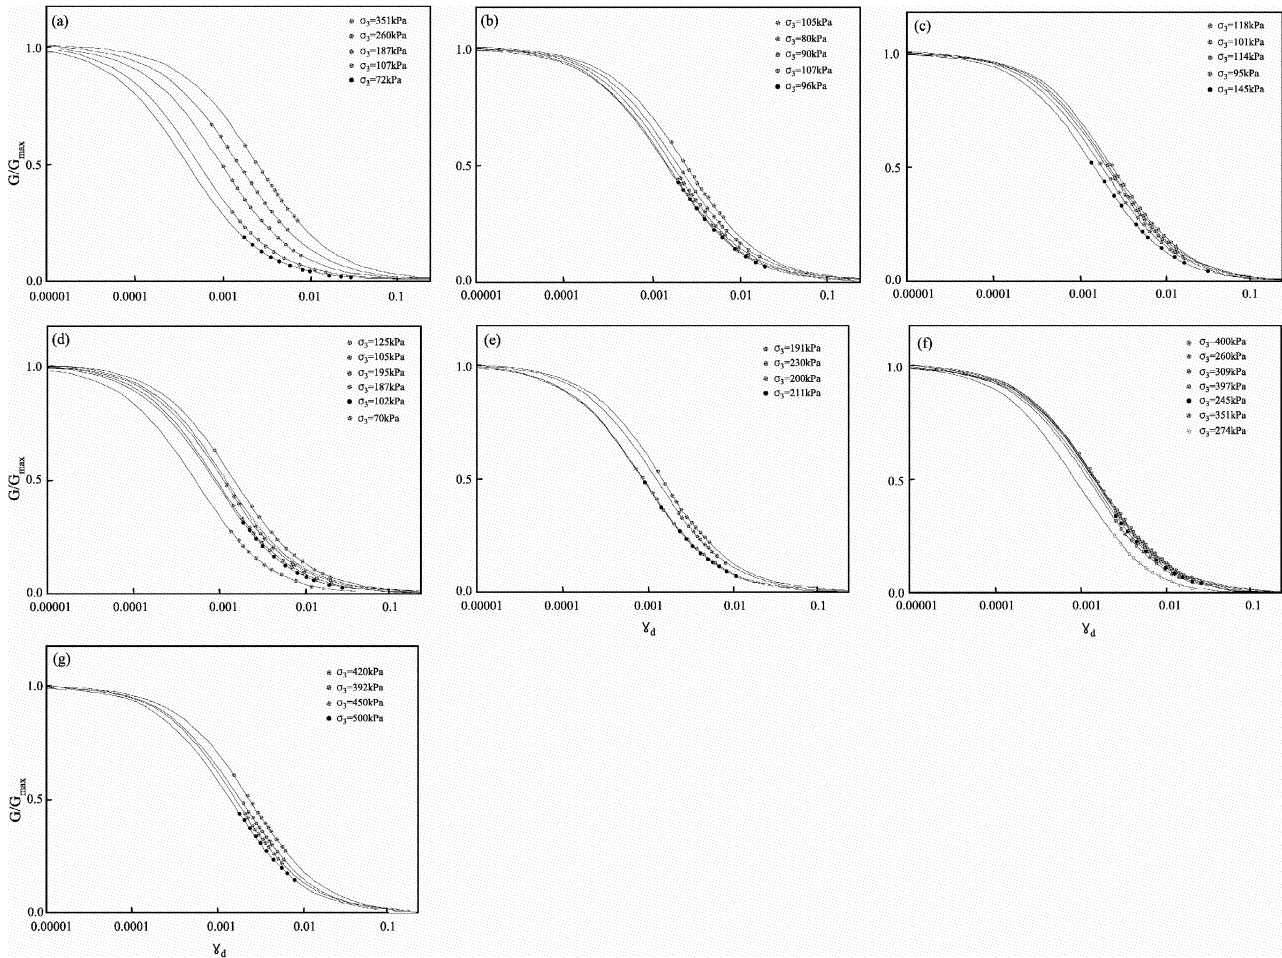 (a)
σ3=351kPa
σ3=260kPa
σ3=187kPa
σ3=107kPa
σ3=72kPa
1.0
0.5
0.0
G/Gmax
0.00001
0.0001
0.001
0.01
0.1
(b)
σ3=105kPa
σ3=80kPa
σ3=90kPa
σ3=107kPa
σ3=96kPa
1.0
0.5
0.0
0.00001
0.0001
0.001
0.01
0.1
(c)
σ3=118kPa
σ3=101kPa
σ3=114kPa
σ3=95kPa
σ3=145kPa
1.0
0.5
0.0
0.00001
0.0001
0.001
0.01
0.1
(d)
σ3=125kPa
σ3=105kPa
σ3=195kPa
σ3=187kPa
σ3=102kPa
σ3=70kPa
1.0
0.5
0.0
G/Gmax
0.00001
0.0001
0.001
0.01
0.1
(e)
σ3=191kPa
σ3=230kPa
σ3=200kPa
σ3=211kPa
1.0
0.5
0.0
0.00001
0.0001
0.001
0.01
0.1
γd
(f)
σ3=400kPa
σ3=260kPa
σ3=309kPa
σ3=397kPa
σ3=245kPa
σ3=351kPa
σ3=274kPa
1.0
0.5
0.0
0.00001
0.0001
0.001
0.01
0.1
γd
(g)
σ3=420kPa
σ3=392kPa
σ3=450kPa
σ3=500kPa
1.0
0.5
0.0
G/Gmax
0.00001
0.0001
0.001
0.01
0.1
γd